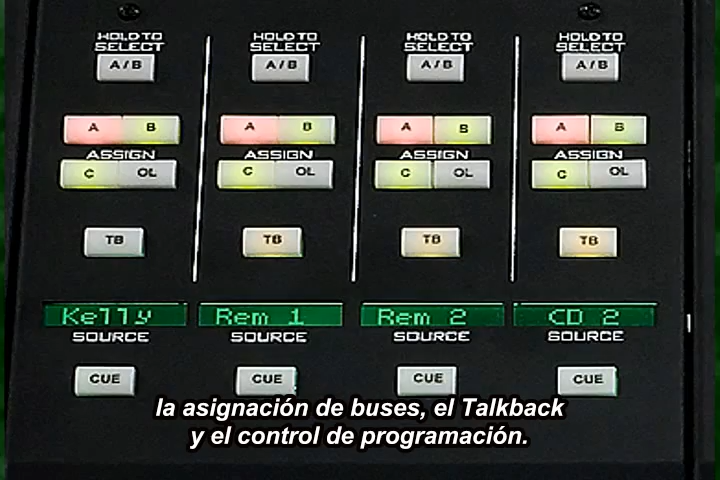 HOLD TO HOLD TO HOLD TO HOLD TO
SELECT SELECT SELECT SELECT
A/B A/B A/B A/B
A B A B A B A B
ASSIGN ASSIGN ASSIGN ASSIGN
C OL C OL C OL C OL
TB TB TB TB
Kelly Rem 1 Rem 2 CD 2
SOURCE SOURCE SOURCE SOURCE
CUE CUE CUE CUE
la asignación de buses, el Talkback
y el control de programación.